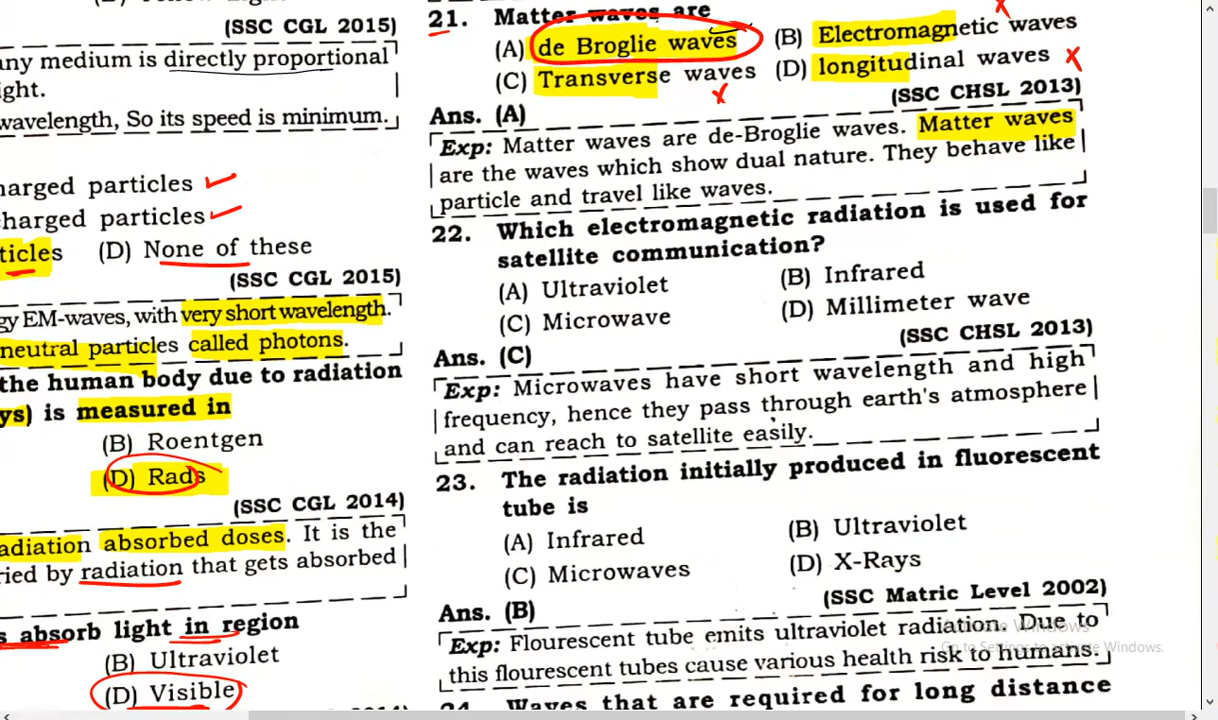 (SSC CGL 2015)
any medium is directly proportional
ight.
wavelength, So its speed is minimum.
harged particles
charged particles
ticles (D) None of these
(SSC CGL 2015)
gy EM-waves, with very short wavelength.
neutral particles called photons.
the human body due to radiation
ys) is measured in
(B) Roentgen
(D) Rads
(SSC CGL 2014)
adiation absorbed doses. It is the
ried by radiation that gets absorbed
s absorb light in region
(B) Ultraviolet
(D) Visible
21. Matter waves are
(A) de Broglie waves (B) Electromagnetic waves
(C) Transverse waves (D) longitudinal waves
(SSC CHSL 2013)
Ans. (A)
Exp: Matter waves are de-Broglie waves. Matter waves
are the waves which show dual nature. They behave like
particle and travel like waves.
22. Which electromagnetic radiation is used for
satellite communication?
(A) Ultraviolet (B) Infrared
(C) Microwave (D) Millimeter wave
(SSC CHSL 2013)
Ans. (C)
Exp: Microwaves have short wavelength and high
frequency, hence they pass through earth's atmosphere
and can reach to satellite easily.
23. The radiation initially produced in fluorescent
tube is
(A) Infrared (B) Ultraviolet
(C) Microwaves (D) X-Rays
(SSC Matric Level 2002)
Ans. (B)
Exp: Flourescent tube emits ultraviolet radiation. Due to
this flourescent tubes cause various health risk to humans.
Activate Windows
Go to Settings to activate Windows.
24. Waves that are required for long distance